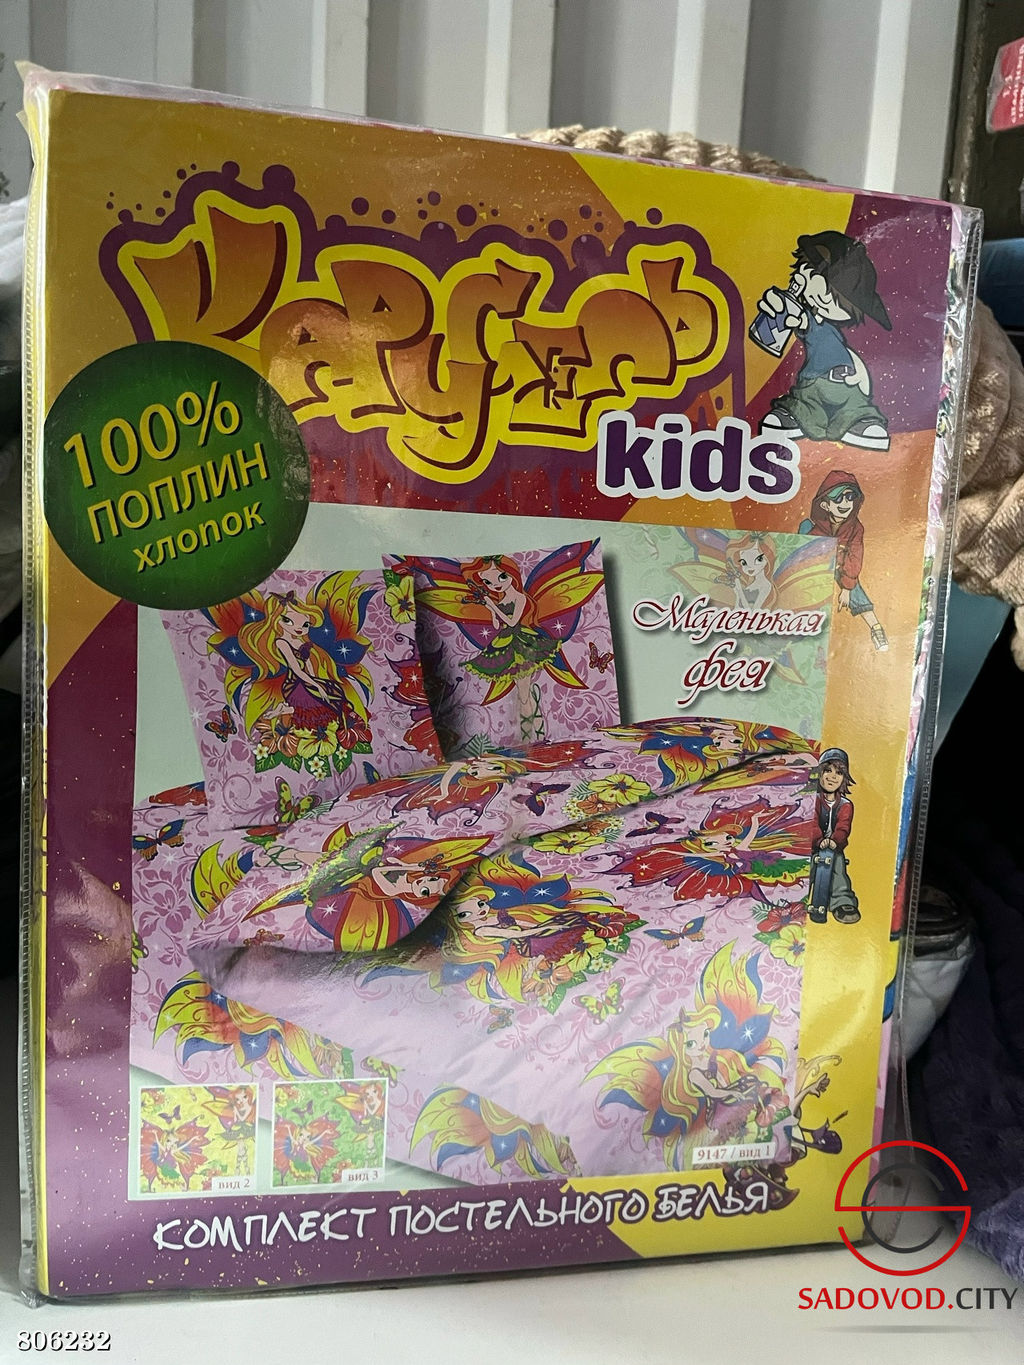 Карусель
kids
100%
ПОПЛИН
хлопок
Маленькая
фея
вид 2
вид 3
9147 / вид 1
КОМПЛЕКТ ПОСТЕЛЬНОГО БЕЛЬЯ
SADOVOD.CITY
806232